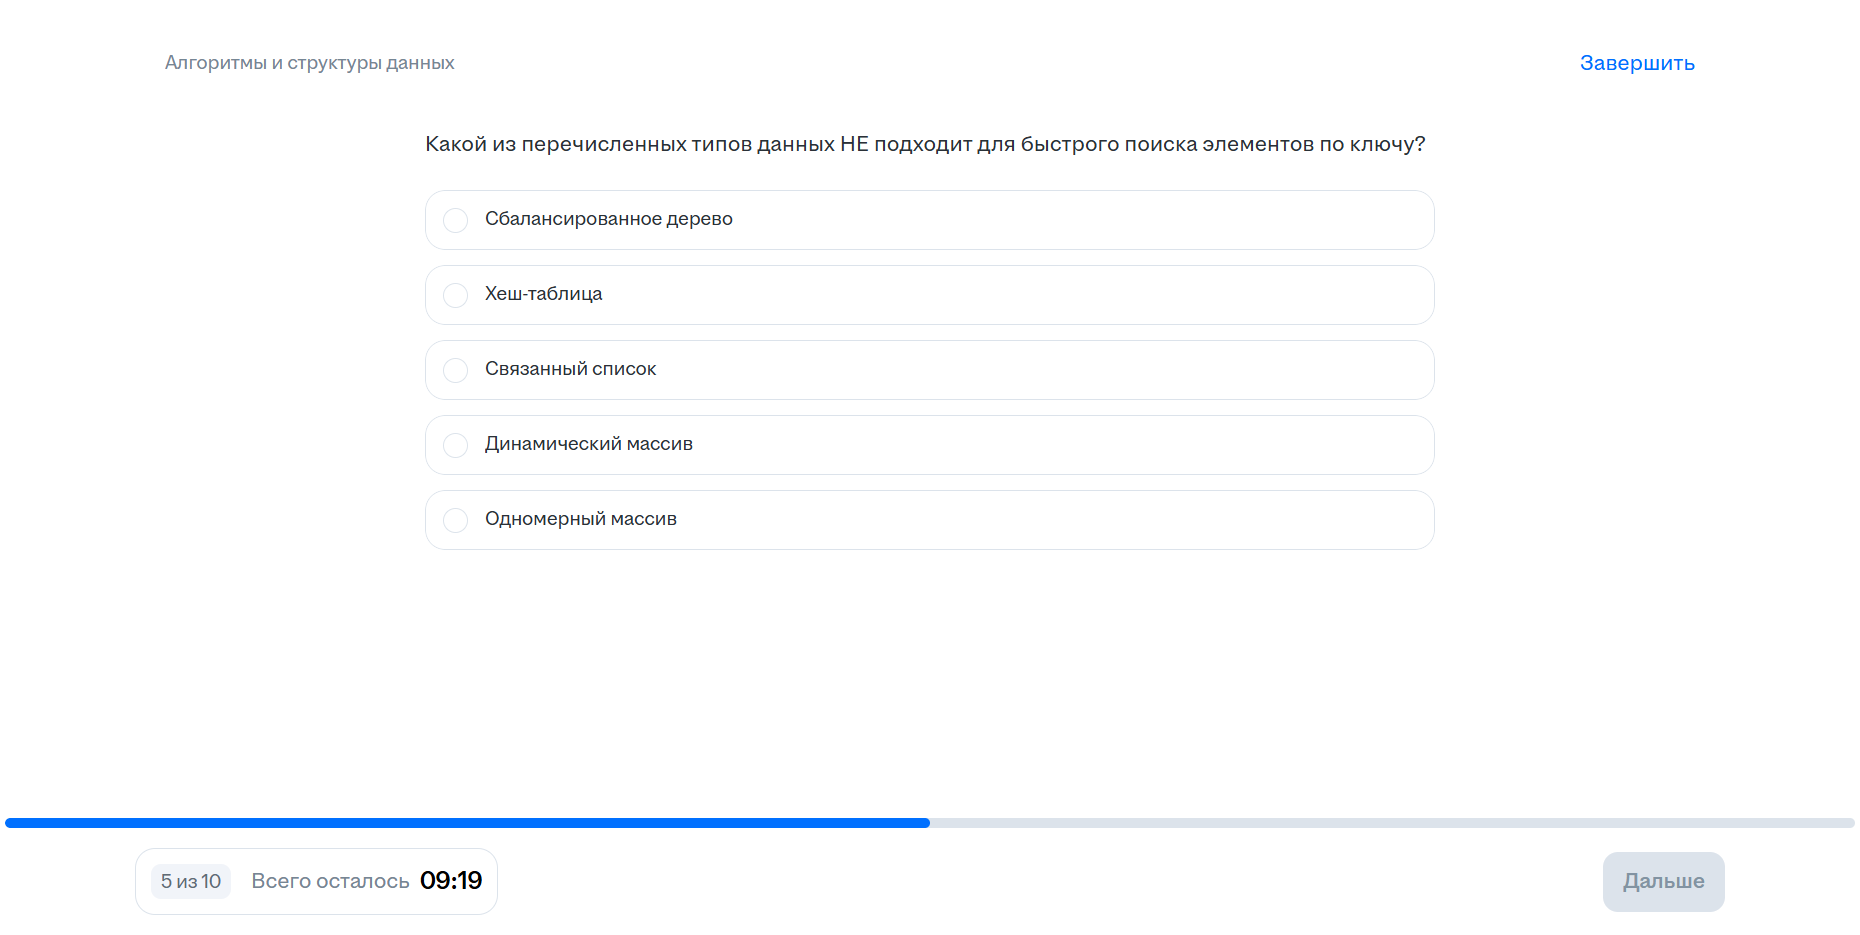 Алгоритмы и структуры данных
Завершить
Какой из перечисленных типов данных НЕ подходит для быстрого поиска элементов по ключу?
Сбалансированное дерево
Хеш-таблица
Связанный список
Динамический массив
Одномерный массив
5 из 10
Всего осталось 09:19
Дальше